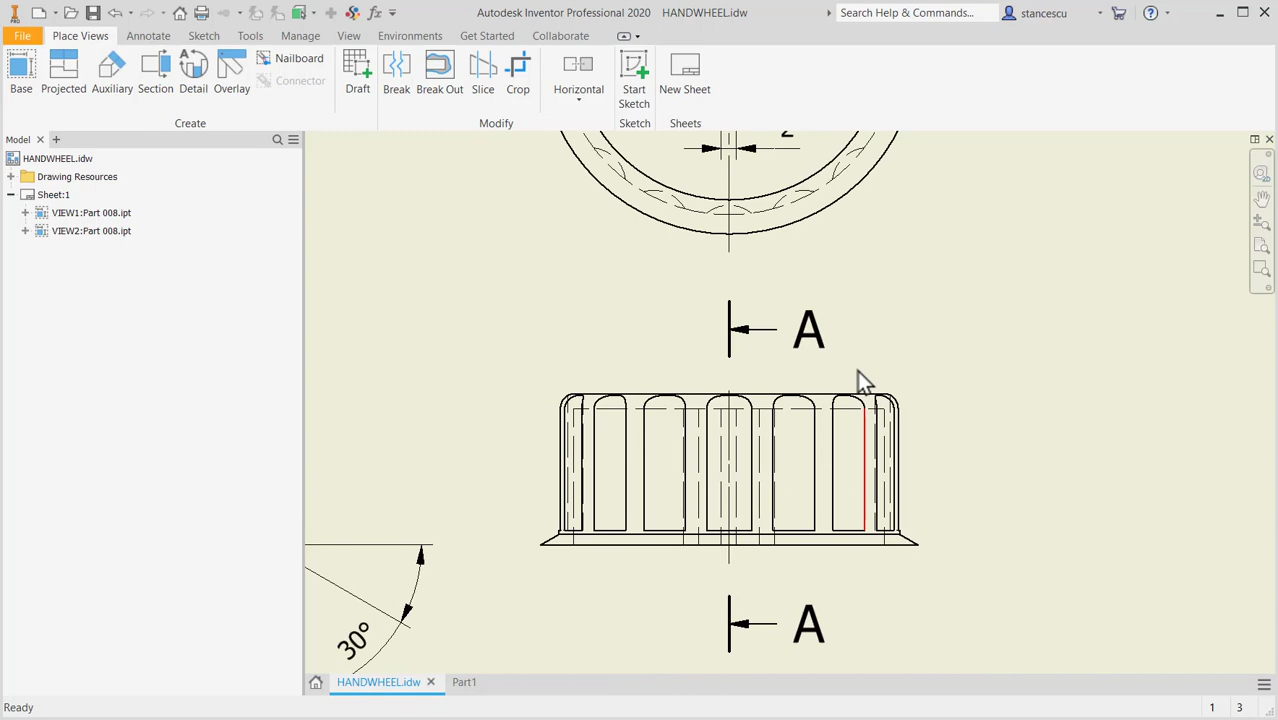 PRO
Autodesk Inventor Professional 2020 HANDWHEEL.idw
Search Help & Commands...
stancescu
File Place Views Annotate Sketch Tools Manage View Environments Get Started Collaborate
Base Projected Auxiliary Section Detail Overlay Nailboard Connector
Draft Break Break Out Slice Crop Horizontal Start Sketch New Sheet
Create Modify Sketch Sheets
Model
HANDWHEEL.idw
Drawing Resources
Sheet:1
VIEW1:Part 008.ipt
VIEW2:Part 008.ipt
2
A
A
30°
HANDWHEEL.idw Part1
Ready 1 3